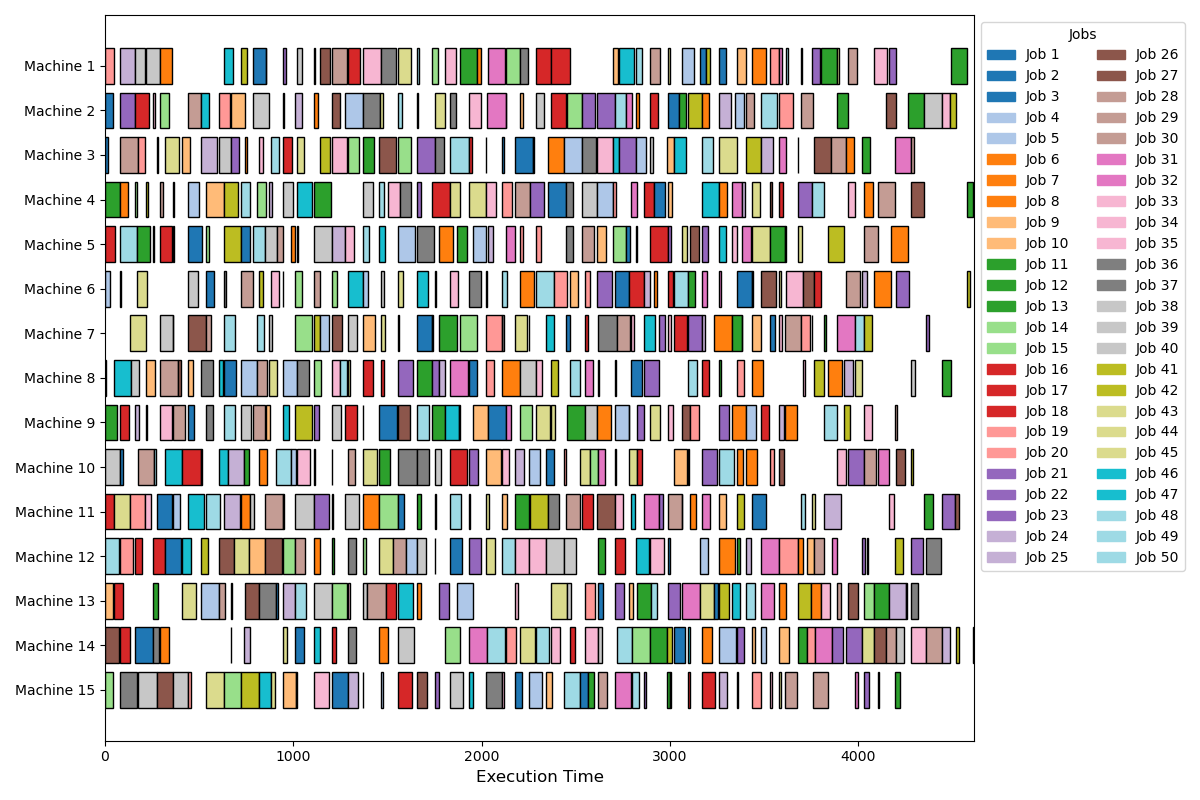 Machine 1
Machine 2
Machine 3
Machine 4
Machine 5
Machine 6
Machine 7
Machine 8
Machine 9
Machine 10
Machine 11
Machine 12
Machine 13
Machine 14
Machine 15
0 1000 2000 3000 4000
Execution Time
Jobs
Job 1
Job 2
Job 3
Job 4
Job 5
Job 6
Job 7
Job 8
Job 9
Job 10
Job 11
Job 12
Job 13
Job 14
Job 15
Job 16
Job 17
Job 18
Job 19
Job 20
Job 21
Job 22
Job 23
Job 24
Job 25
Job 26
Job 27
Job 28
Job 29
Job 30
Job 31
Job 32
Job 33
Job 34
Job 35
Job 36
Job 37
Job 38
Job 39
Job 40
Job 41
Job 42
Job 43
Job 44
Job 45
Job 46
Job 47
Job 48
Job 49
Job 50